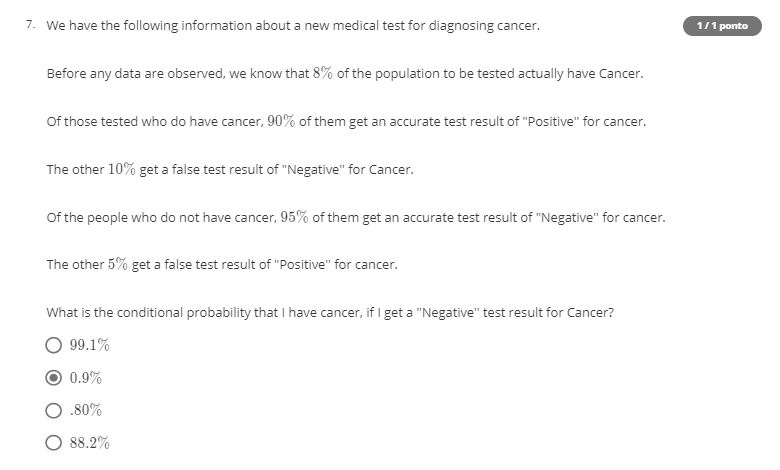 7. We have the following information about a new medical test for diagnosing cancer.
1 / 1 ponto
Before any data are observed, we know that 8% of the population to be tested actually have Cancer.
Of those tested who do have cancer, 90% of them get an accurate test result of "Positive" for cancer.
The other 10% get a false test result of "Negative" for Cancer.
Of the people who do not have cancer, 95% of them get an accurate test result of "Negative" for cancer.
The other 5% get a false test result of "Positive" for cancer.
What is the conditional probability that I have cancer, if I get a "Negative" test result for Cancer?
99.1%
0.9%
.80%
88.2%